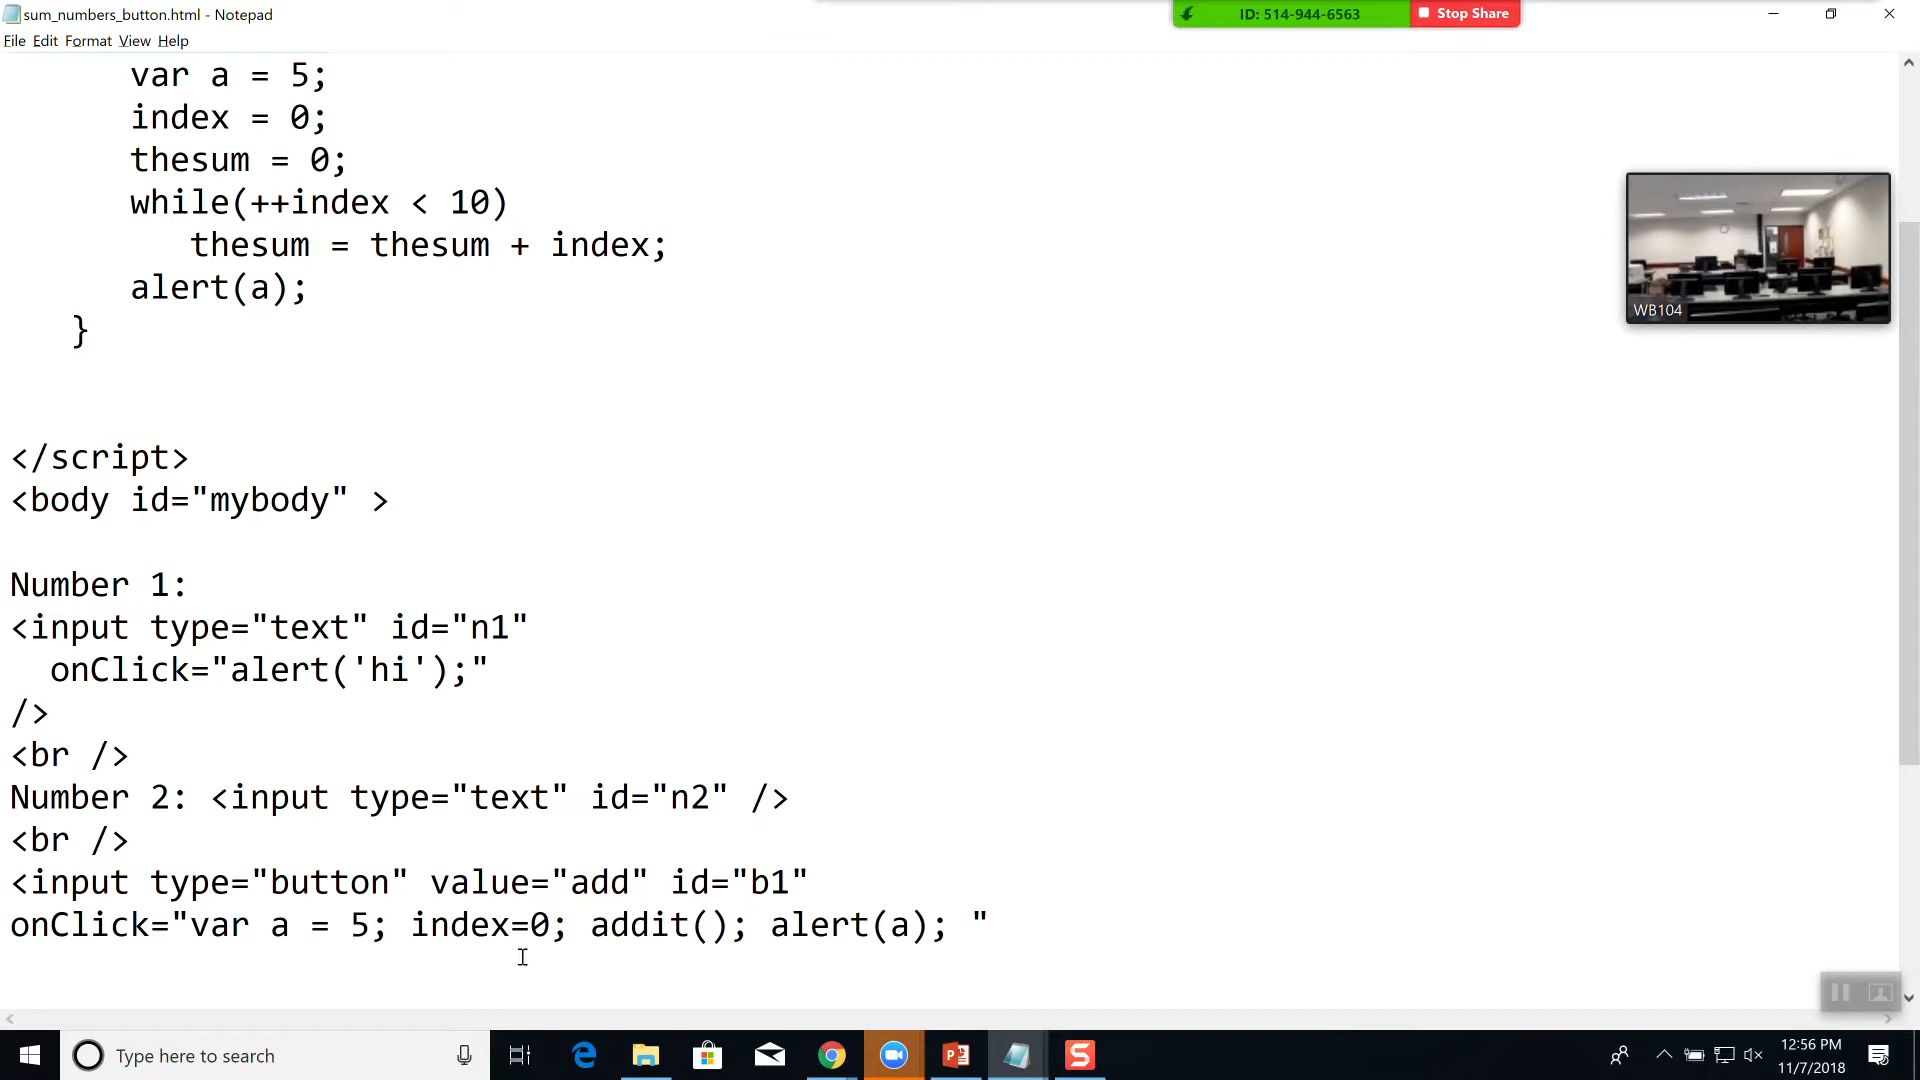 sum_numbers_button.html - Notepad
ID: 514-944-6563
Stop Share
File Edit Format View Help
var a = 5;
index = 0;
thesum = 0;
while(++index < 10)
thesum = thesum + index;
alert(a);
}
WB104
</script>
<body id="mybody" >
Number 1:
<input type="text" id="n1"
onClick="alert('hi');"
/>
<br />
Number 2: <input type="text" id="n2" />
<br />
<input type="button" value="add" id="b1"
onClick="var a = 5; index=0; addit(); alert(a); "
Type here to search
12:56 PM
11/7/2018